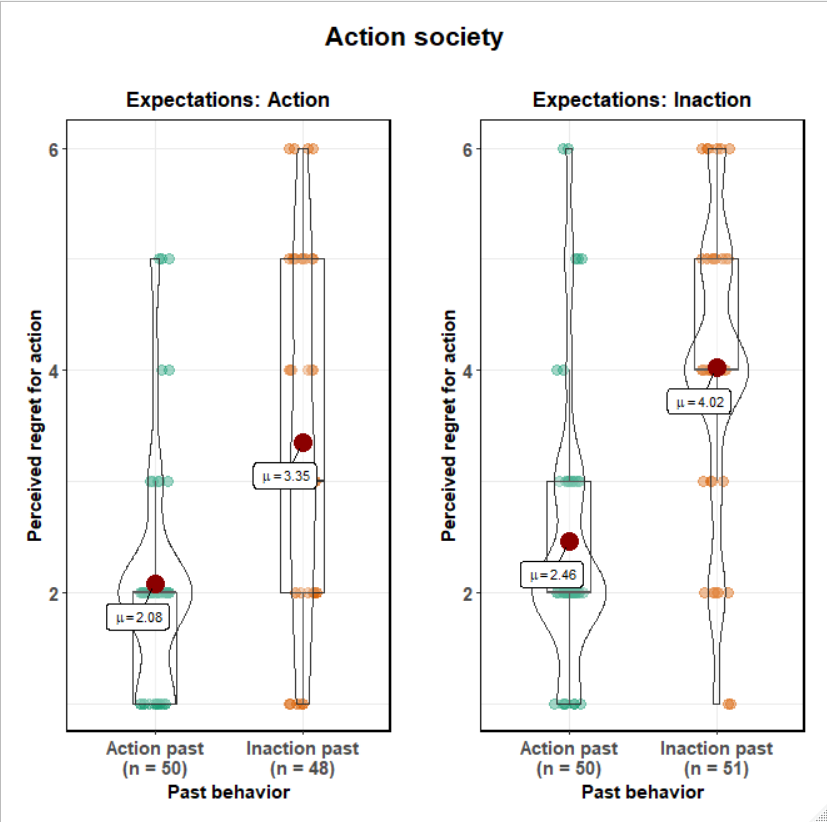 Action society
Expectations: Action
Perceived regret for action
6
4
2
μ = 3.35
μ = 2.08
Action past
(n = 50)
Inaction past
(n = 48)
Past behavior
Expectations: Inaction
Perceived regret for action
6
4
2
μ = 4.02
μ = 2.46
Action past
(n = 50)
Inaction past
(n = 51)
Past behavior